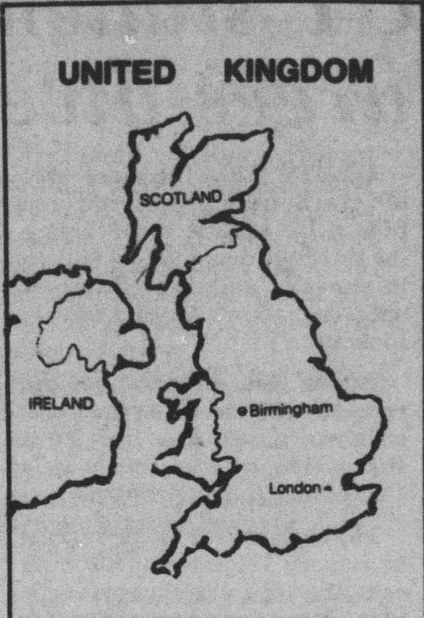 UNITED KINGDOM
SCOTLAND
IRELAND
Birmingham
London